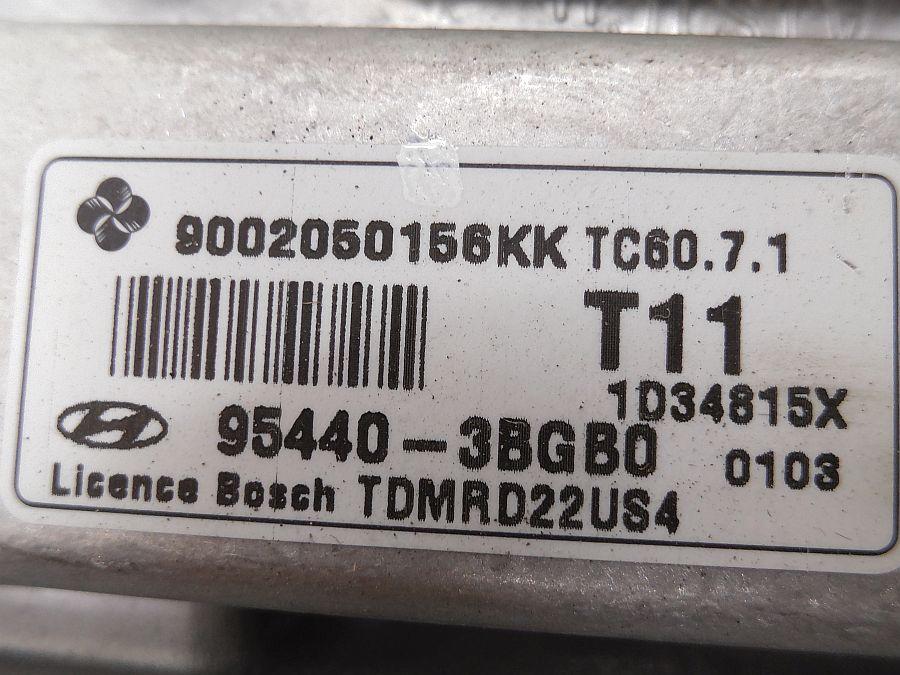 9002050156KK TC60.7.1
T11
1D34815X
95440-3BGB0 0103
Licence Bosch TDMRD22US4